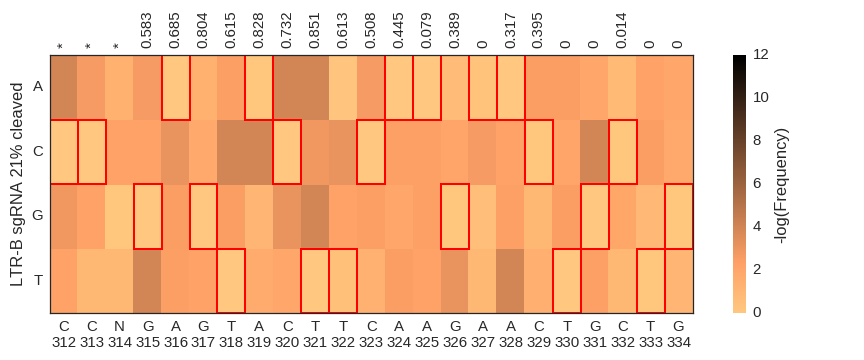 * * * 0.583 0.685 0.804 0.615 0.828 0.732 0.851 0.613 0.508 0.445 0.079 0.389 0 0.317 0.395 0 0 0.014 0 0
LTR-B sgRNA 21% cleaved
A
C
G
T
C C N G A G T A C T T C A A G A A C T G C T G
312 313 314 315 316 317 318 319 320 321 322 323 324 325 326 327 328 329 330 331 332 333 334
12
10
8
6
4
2
0
-log(Frequency)